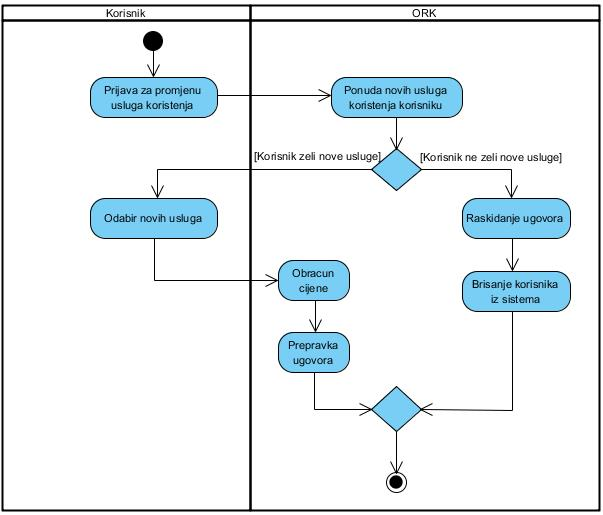 Korisnik
ORK
Prijava za promjenu
usluga koristenja
Ponuda novih usluga
koristenja korisniku
[Korisnik zeli nove usluge]
[Korisnik ne zeli nove usluge]
Odabir novih usluga
Raskidanje ugovora
Obracun
cijene
Brisanje korisnika
iz sistema
Prepravka
ugovora